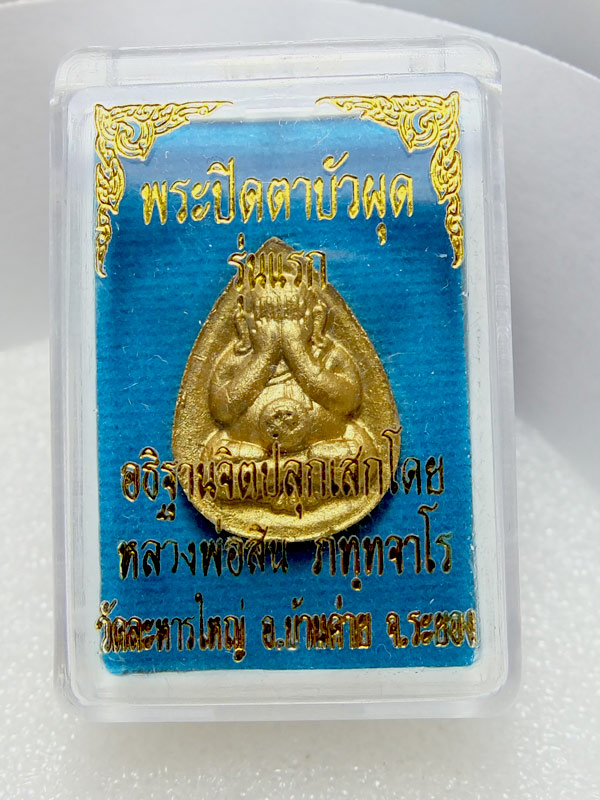 พระปิดตาบัวผุด
รุ่นแรก
อธิฐานจิตปลุกเสกโดย
หลวงพ่อสิน ภทฺทจาโร
วัดละหารใหญ่ อ.บ้านค่าย จ.ระยอง